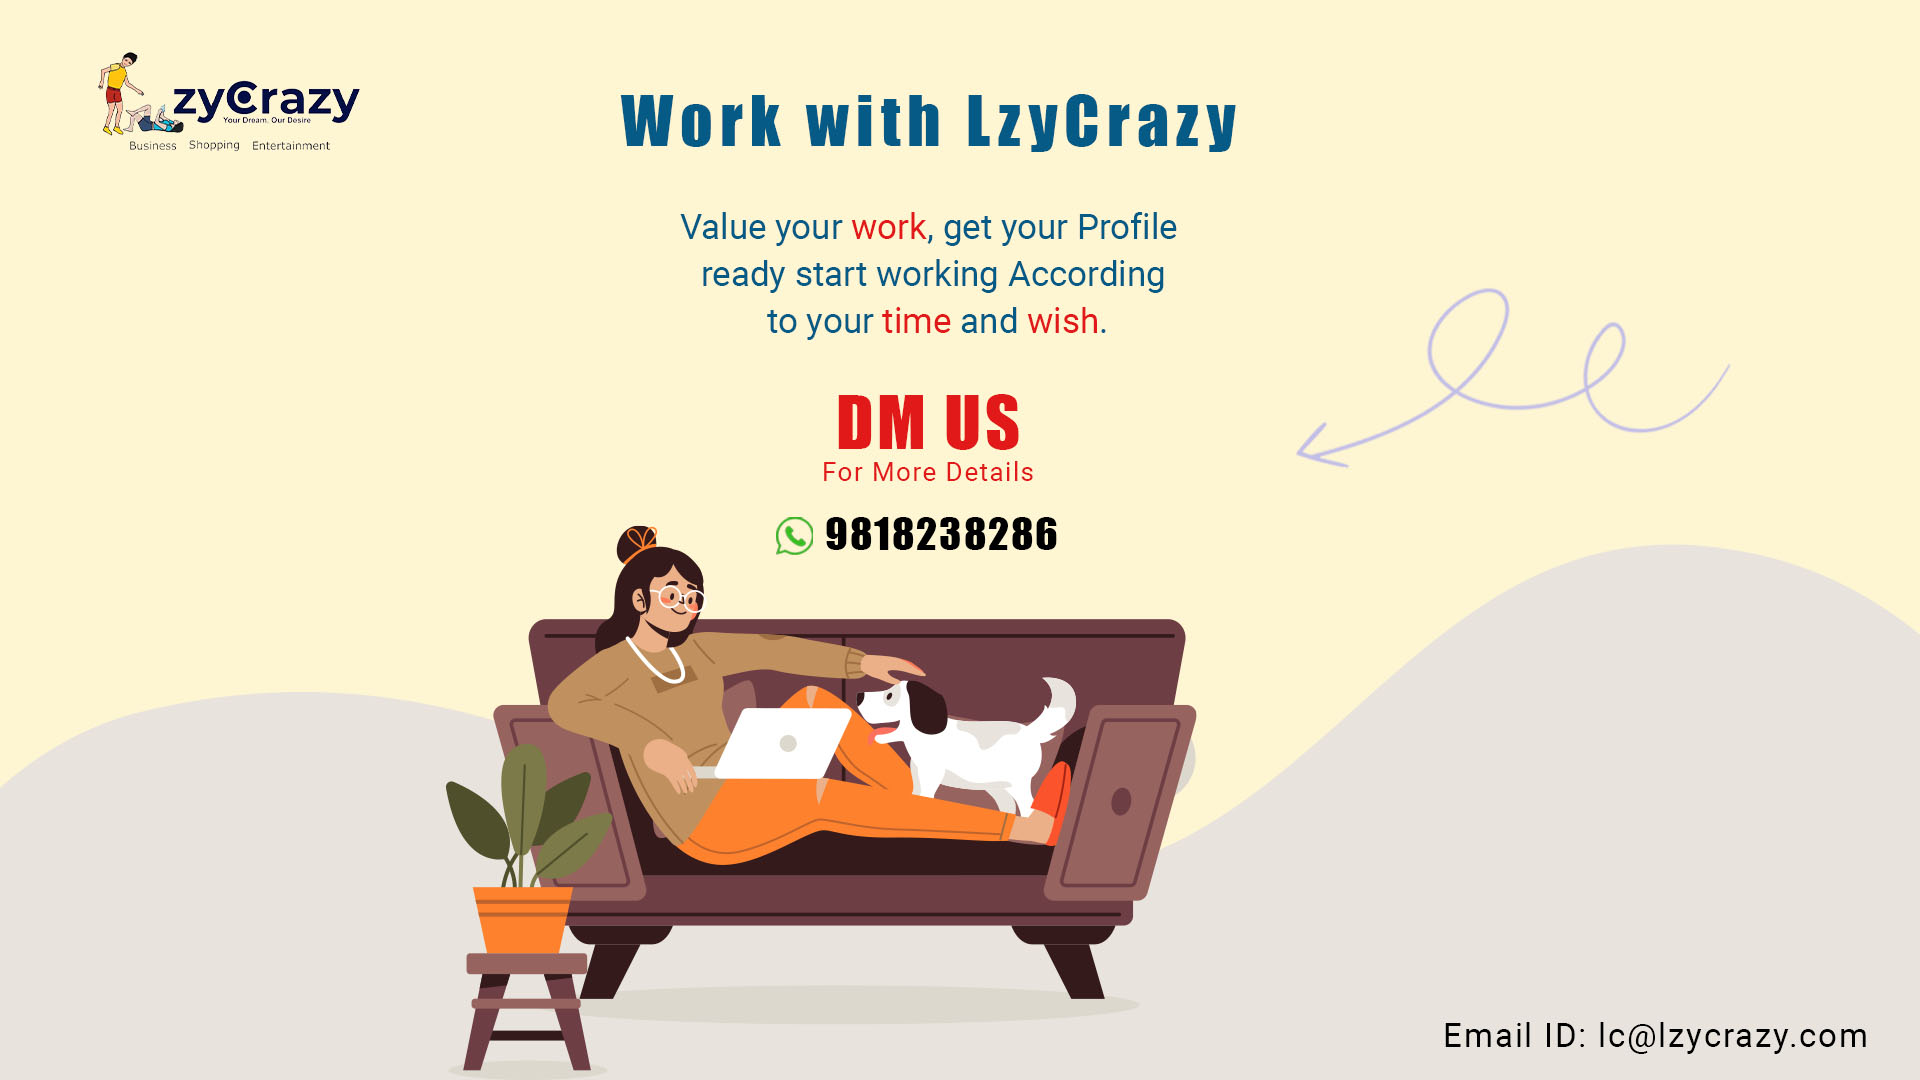 zyCrazy
Your Dream, Our Desire
Business Shopping Entertainment
Work with LzyCrazy
Value your work, get your Profile
ready start working According
to your time and wish.
DM US
For More Details
9818238286
Email ID: lc@lzycrazy.com